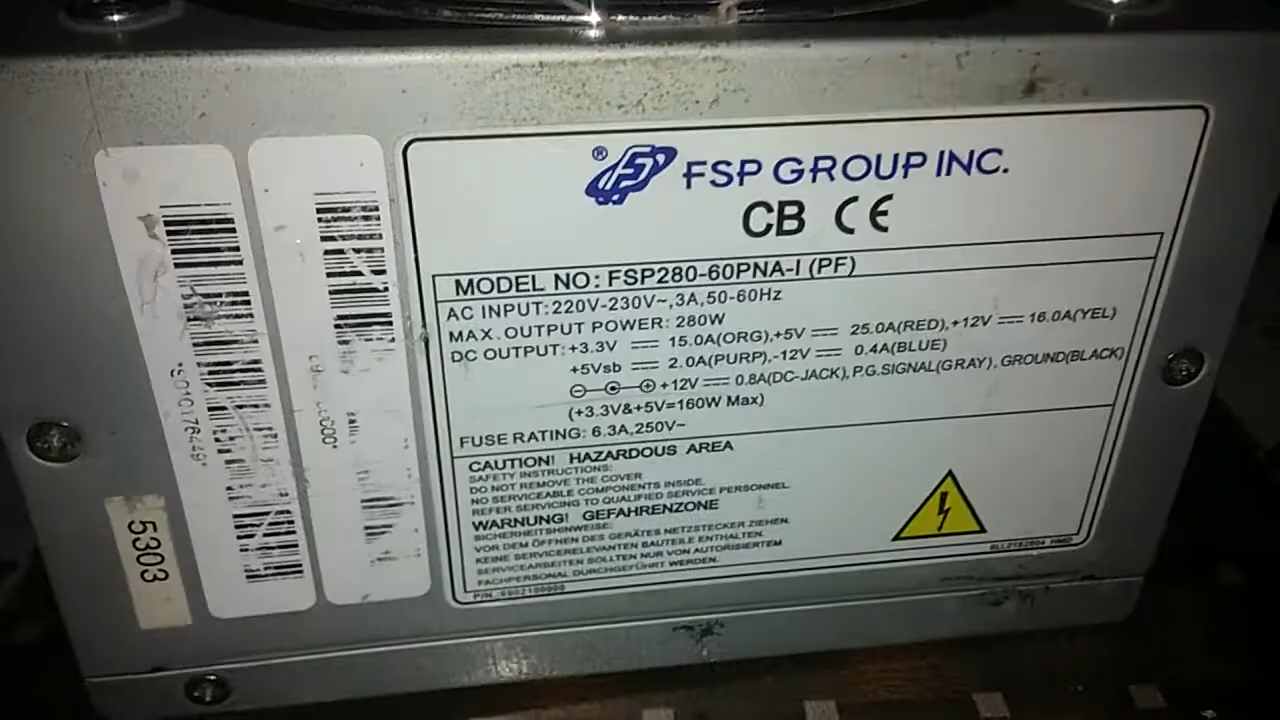 ® FSP GROUP INC.
CB CE
MODEL NO: FSP280-60PNA-I (PF)
AC INPUT: 220V-230V~, 3A, 50-60Hz
MAX. OUTPUT POWER: 280W
DC OUTPUT: +3.3V ⎓ 15.0A(ORG),+5V ⎓ 25.0A(RED),+12V ⎓ 16.0A(YEL)
+5Vsb ⎓ 2.0A(PURP),-12V ⎓ 0.4A(BLUE)
+12V ⎓ 0.8A(DC-JACK), P.G.SIGNAL(GRAY), GROUND(BLACK)
(+3.3V&+5V=160W Max)
FUSE RATING: 6.3A,250V~
CAUTION! HAZARDOUS AREA
SAFETY INSTRUCTIONS:
DO NOT REMOVE THE COVER
NO SERVICEABLE COMPONENTS INSIDE.
REFER SERVICING TO QUALIFIED SERVICE PERSONNEL.
WARNUNG! GEFAHRENZONE
SICHERHEITSHINWEISE:
VOR DEM ÖFFNEN DES GERÄTES NETZSTECKER ZIEHEN.
KEINE SERVICERELEVANTEN BAUTEILE ENTHALTEN.
SERVICEARBEITEN SOLLTEN NUR VON AUTORISIERTEM
FACHPERSONAL DURCHGEFÜHRT WERDEN.
5303